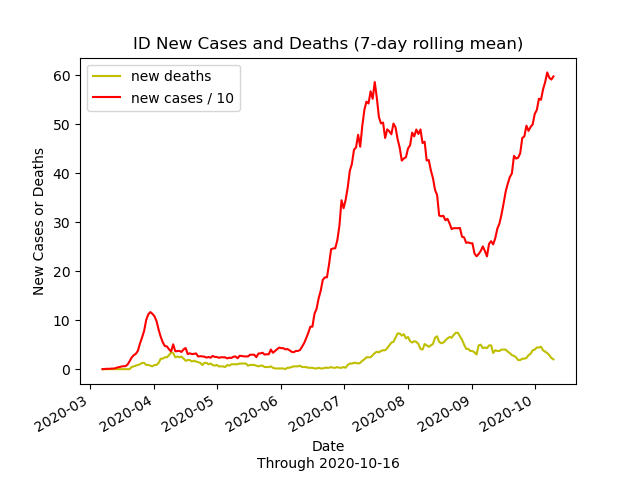 ID New Cases and Deaths (7-day rolling mean)
new deaths
new cases / 10
60
50
40
30
20
10
0
New Cases or Deaths
2020-03
2020-04
2020-05
2020-06
2020-07
2020-08
2020-09
2020-10
Date
Through 2020-10-16